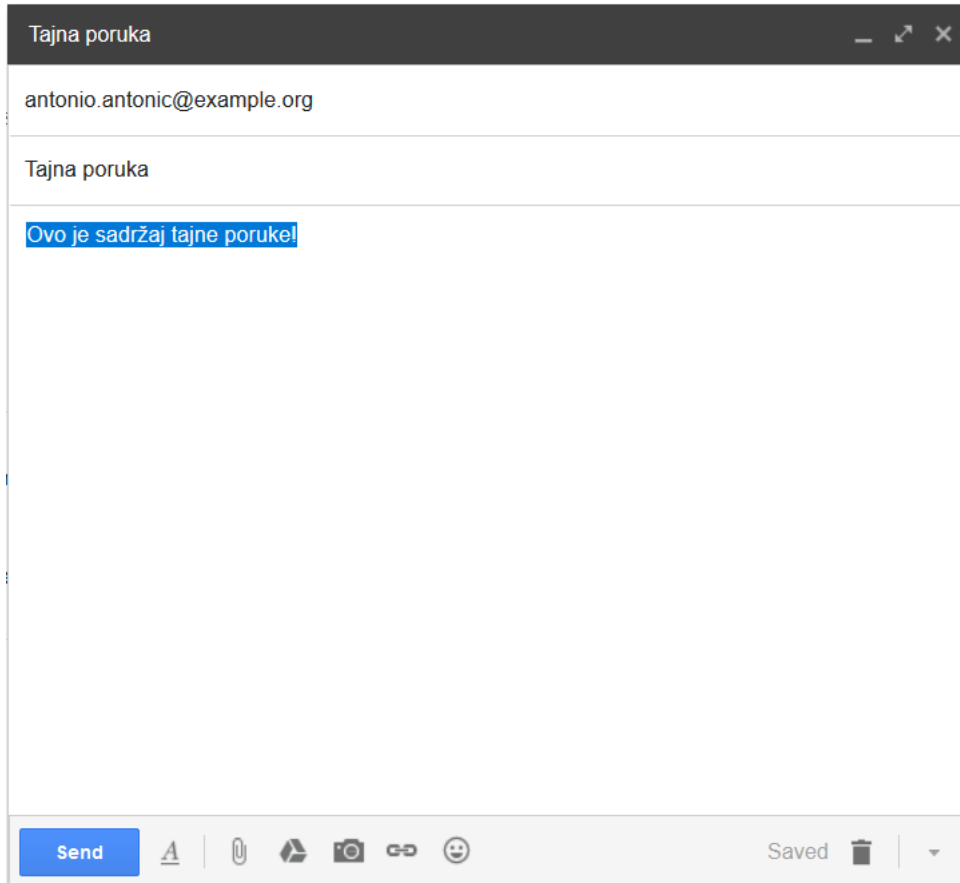 Tajna poruka
antonio.antonic@example.org
Tajna poruka
Ovo je sadržaj tajne poruke!
Send
A
Saved